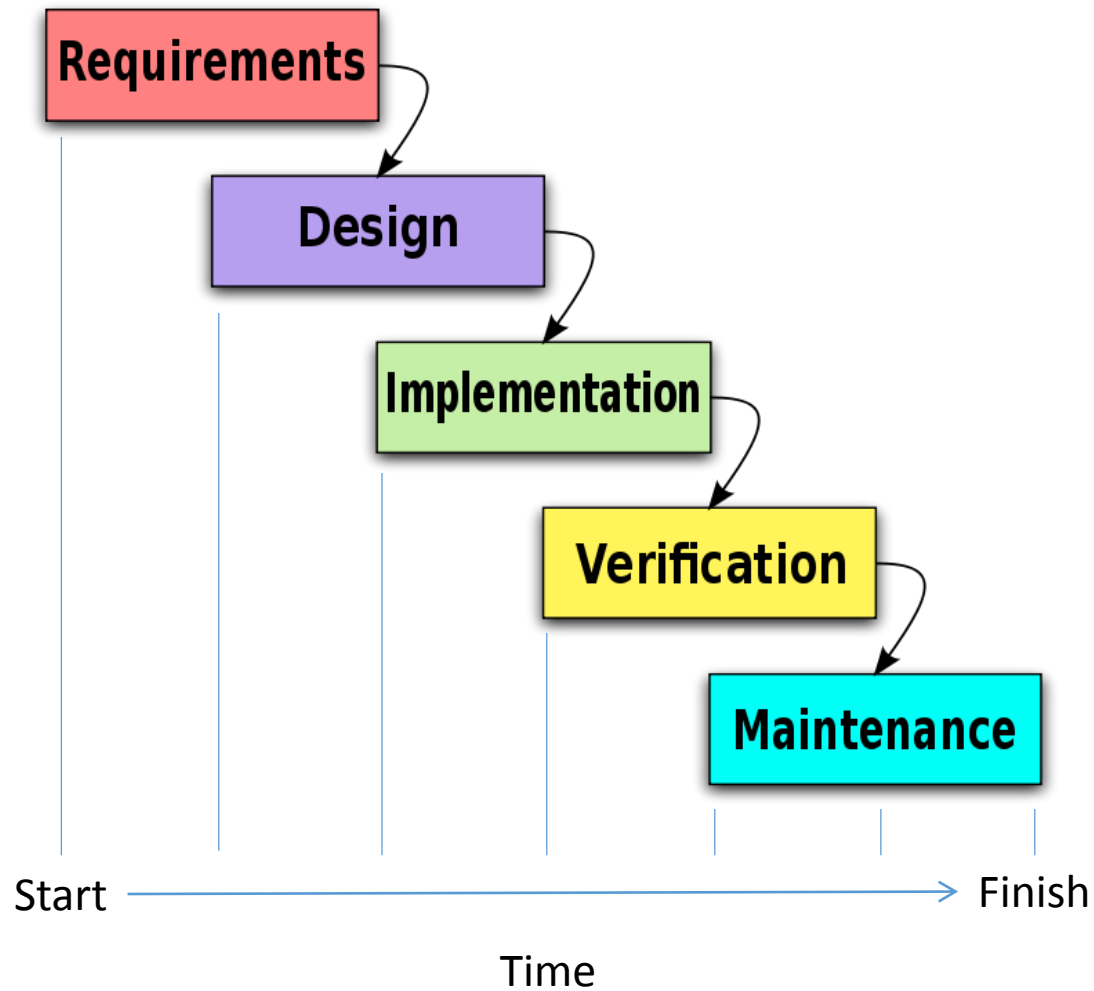 Requirements
Design
Implementation
Verification
Maintenance
Start
Finish
Time